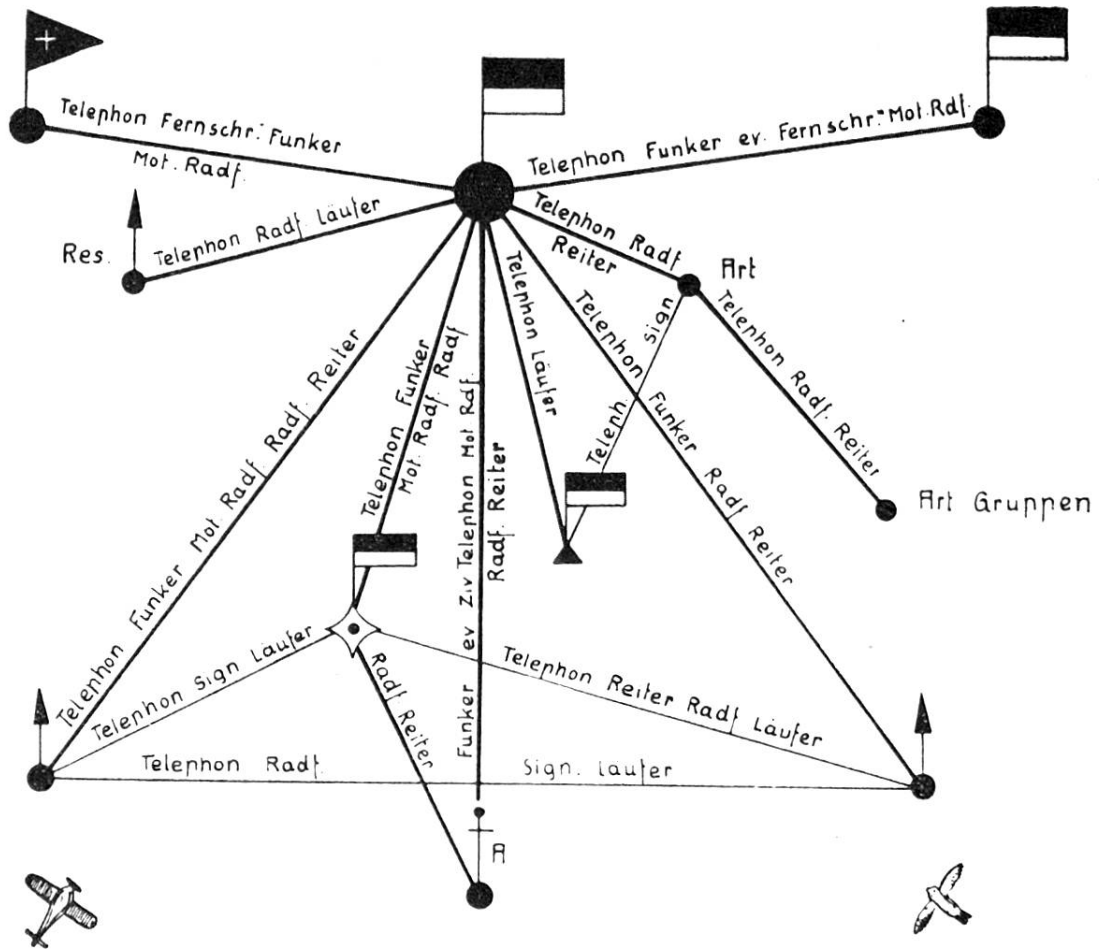 Telephon Fernschr. Funker
Mot. Radf.
Telephon Funker ev. Fernschr. Mot. Rdf.
Res.
Telephon Radf. Läufer
Telephon Radf
Reiter
Art
Telephon Funker Mot. Radf. Radf. Reiter
Telephon Funker
Mot. Radf. Radf
Funker ev Ziv Telephon Mot Rdf.
Radf. Reiter
Telephon Läufer
Teleph. Sign
Telephon Funker Radf Reiter
Telephon Radf. Reiter
Art Gruppen
Telephon Sign Läufer
Radf Reiter
Telephon Reiter Radf Läufer
Telephon Radf. Sign. Läufer
A